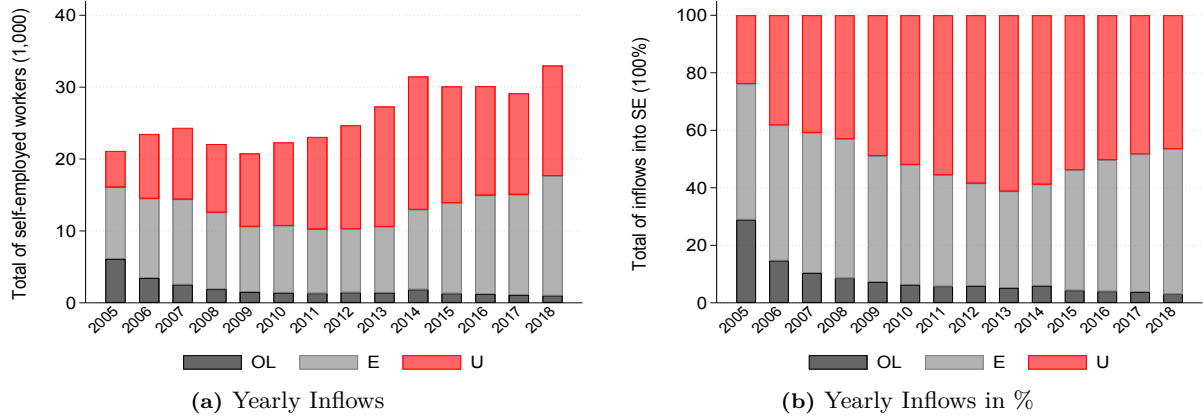 Total of self-employed workers (1,000)
40
30
20
10
0
2005 2006 2007 2008 2009 2010 2011 2012 2013 2014 2015 2016 2017 2018
OL E U
(a) Yearly Inflows
Total of inflows into SE (100%)
100
80
60
40
20
0
2005 2006 2007 2008 2009 2010 2011 2012 2013 2014 2015 2016 2017 2018
OL E U
(b) Yearly Inflows in %